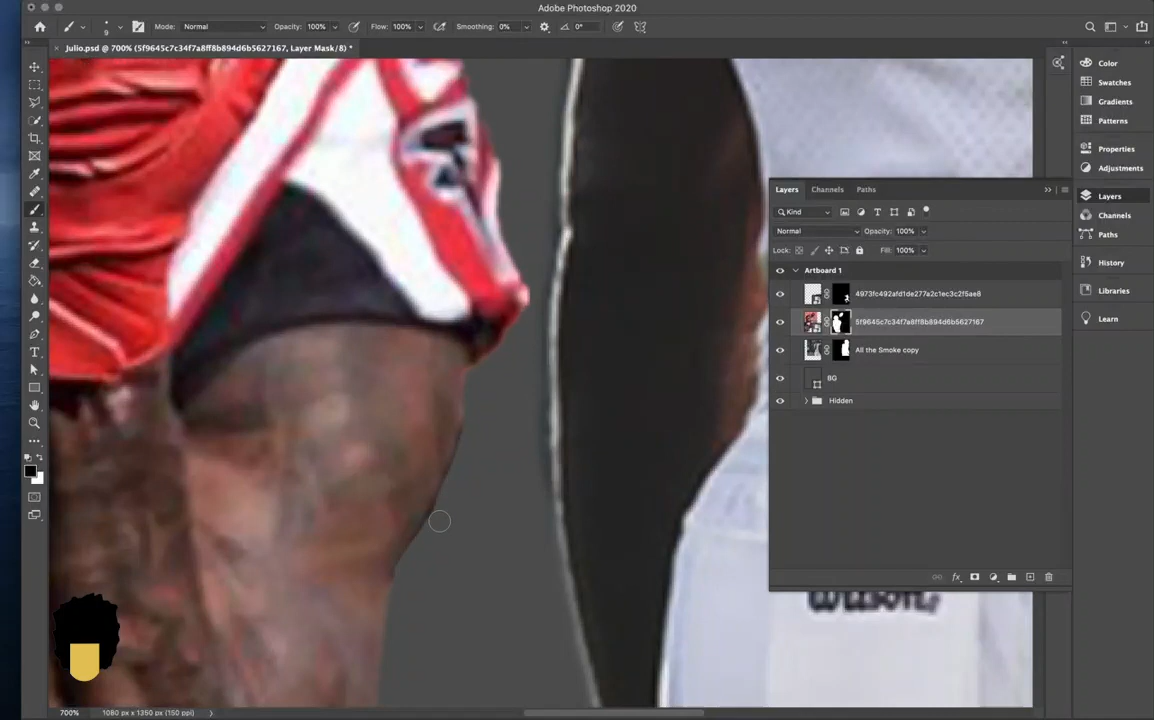 Adobe Photoshop 2020
9
Mode: Normal Opacity: 100% Flow: 100% Smoothing: 0% 0°
Julio.psd @ 700% (5f9645c7c34f7a8ff8b894d6b5627167, Layer Mask/8) *
Color
Swatches
Gradients
Patterns
Properties
Adjustments
Layers
Channels
Paths
History
Libraries
Learn
Layers Channels Paths
Kind
Normal Opacity: 100%
Lock: Fill: 100%
Artboard 1
4973fc492afd1de277a2c1ec3c2f5ae8
5f9645c7c34f7a8ff8b894d6b5627167
All the Smoke copy
BG
Hidden
fx
700% 1080 px x 1350 px (150 ppi)